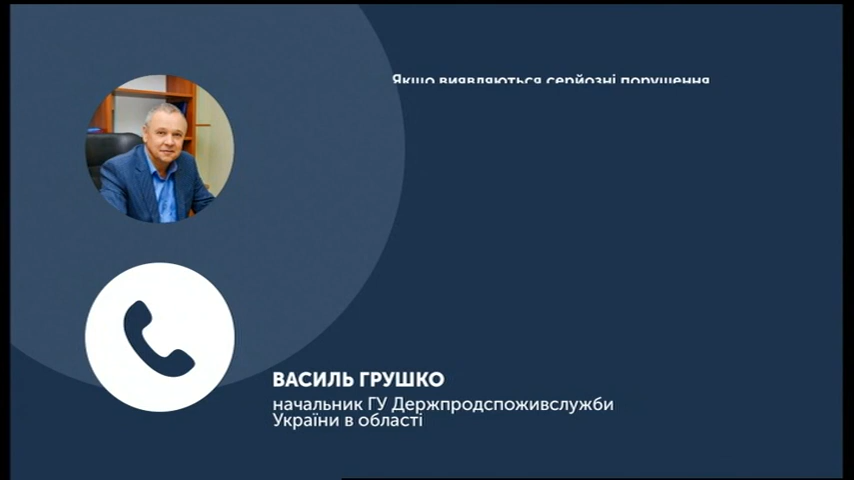 Якщо виявляються серйозні порушення
ВАСИЛЬ ГРУШКО
начальник ГУ Держпродспоживслужби
України в області